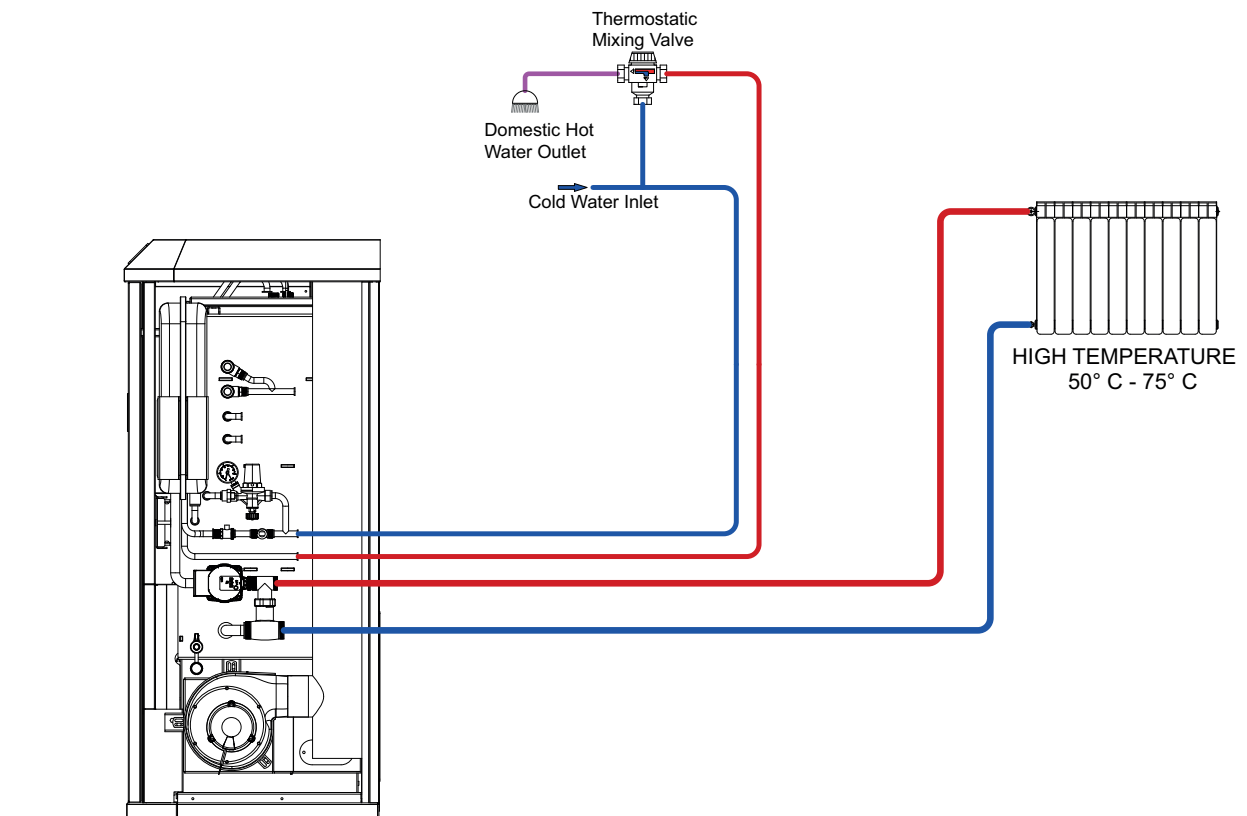 Thermostatic
Mixing Valve
Domestic Hot
Water Outlet
Cold Water Inlet
HIGH TEMPERATURE
50° C - 75° C